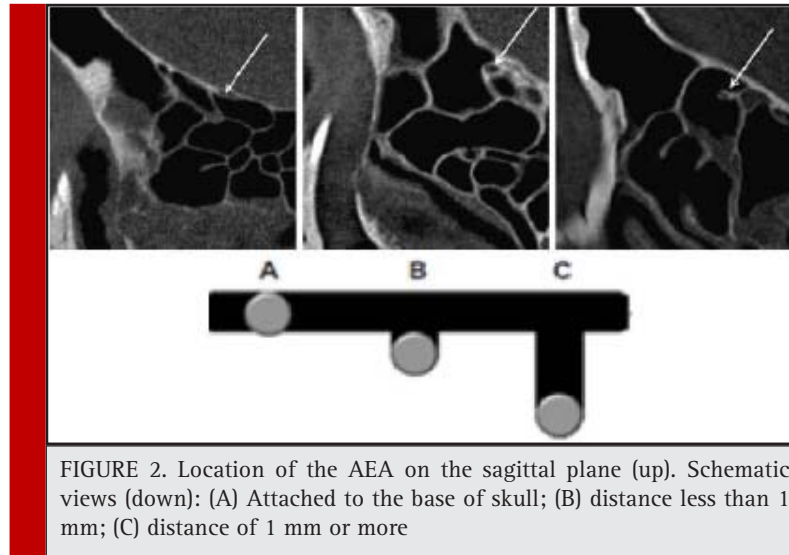 A B C
FIGURE 2. Location of the AEA on the sagittal plane (up). Schematic
views (down): (A) Attached to the base of skull; (B) distance less than 1
mm; (C) distance of 1 mm or more